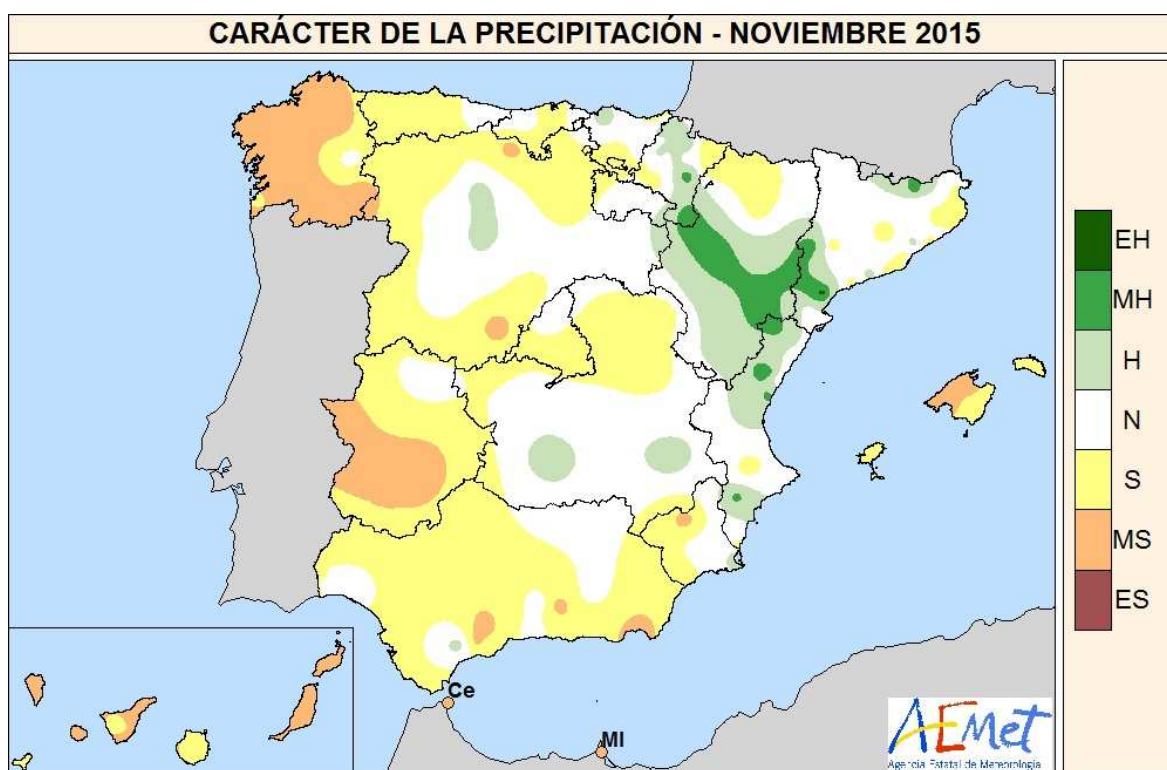 CARÁCTER DE LA PRECIPITACIÓN - NOVIEMBRE 2015
EH
MH
H
N
S
MS
ES
Ce
Ml
AEMet
Agencia Estatal de Meteorología